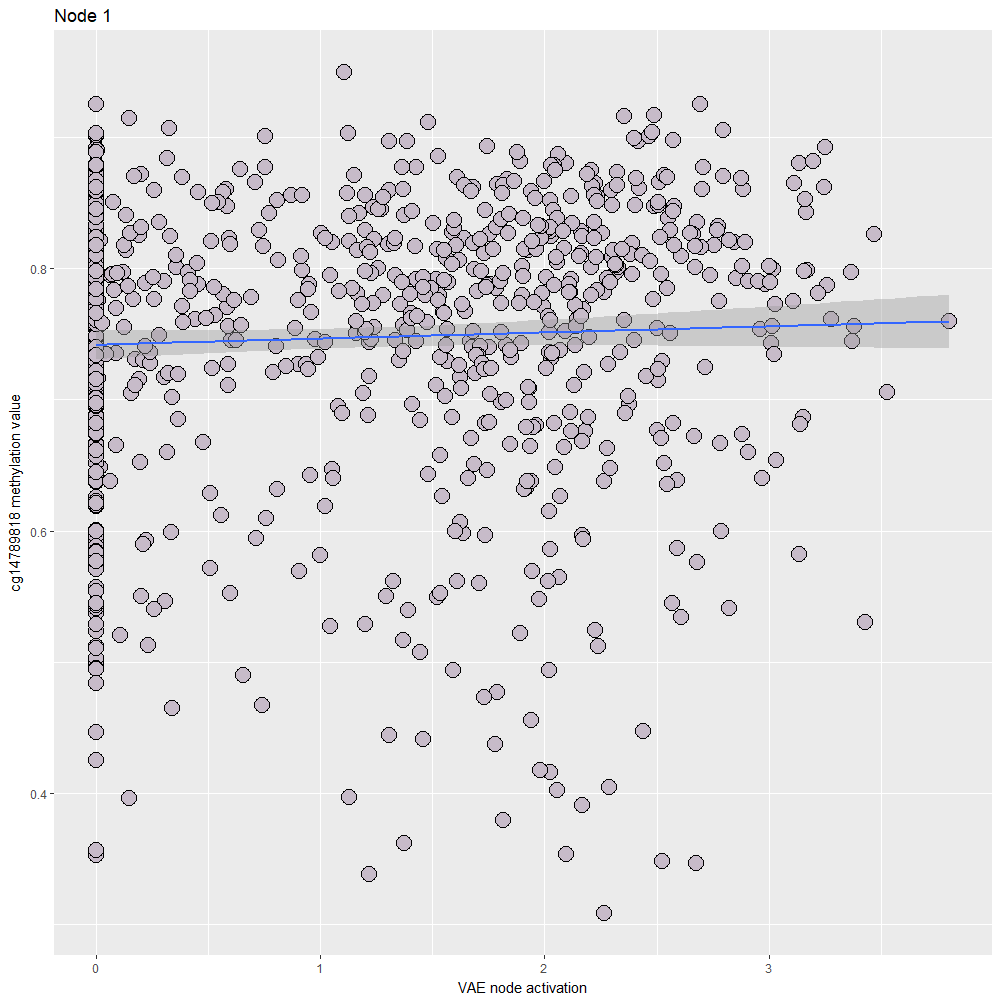 Node 1
cg14789818 methylation value
0.8
0.6
0.4
0
1
2
3
VAE node activation